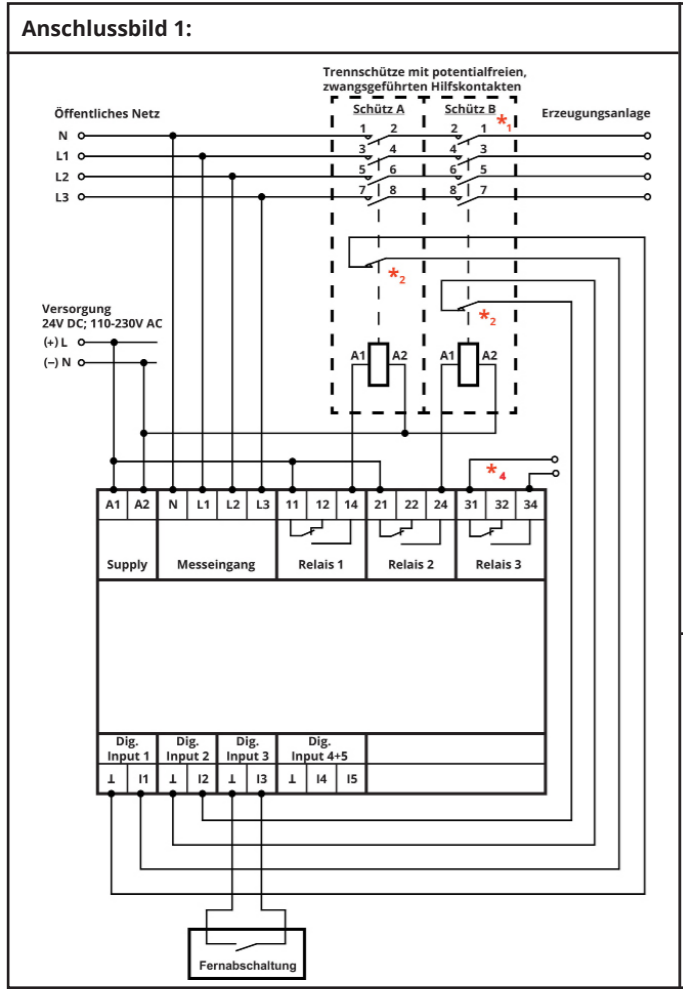 Anschlussbild 1:
Trennschütze mit potentialfreien,
zwangsgeführten Hilfskontakten
Öffentliches Netz
Schütz A
Schütz B
Erzeugungsanlage
N 1 2 2 1 *1
L1 3 4 4 3
L2 5 6 6 5
L3 7 8 8 7
*2
*2
Versorgung
24V DC; 110-230V AC
(+) L
(–) N
A1 A2 A1 A2
*4
A1 A2 N L1 L2 L3 11 12 14 21 22 24 31 32 34
Supply Messeingang Relais 1 Relais 2 Relais 3
Dig. Dig. Dig. Dig.
Input 1 Input 2 Input 3 Input 4+5
⊥ I1 ⊥ I2 ⊥ I3 ⊥ I4 I5
Fernabschaltung